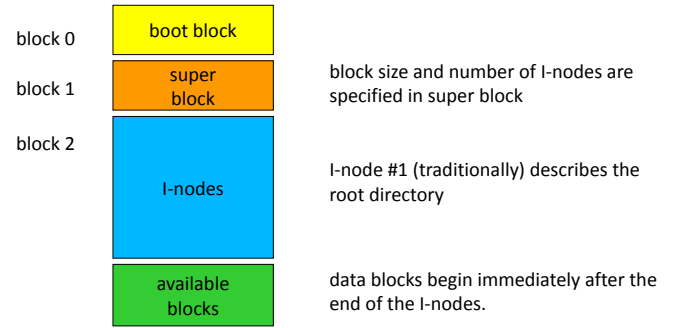 block 0
boot block
block 1
super
block
block size and number of I-nodes are
specified in super block
block 2
I-nodes
I-node #1 (traditionally) describes the
root directory
available
blocks
data blocks begin immediately after the
end of the I-nodes.